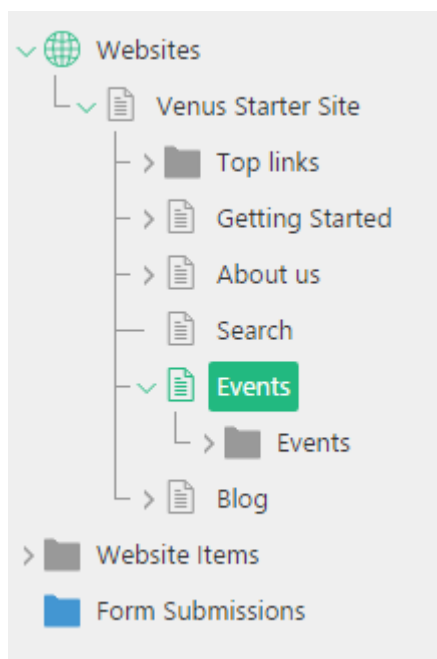 Websites
Venus Starter Site
Top links
Getting Started
About us
Search
Events
Events
Blog
Website Items
Form Submissions